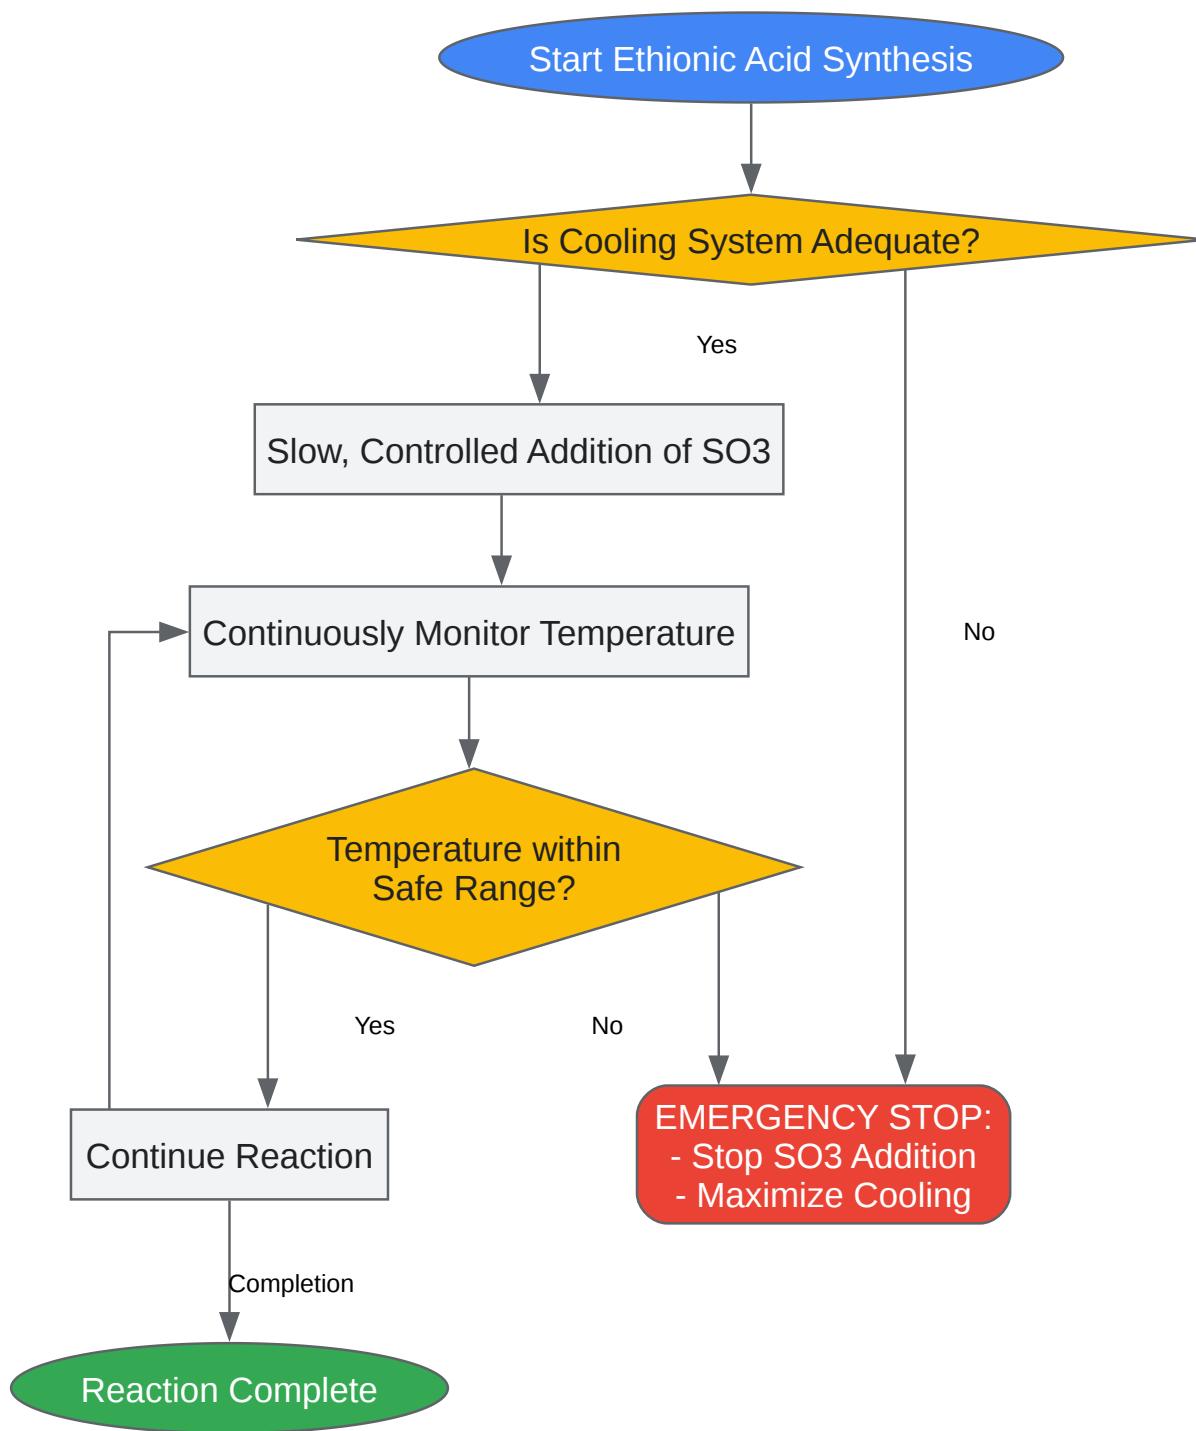 Start Ethionic Acid Synthesis
Is Cooling System Adequate?
Yes
Slow, Controlled Addition of SO3
Continuously Monitor Temperature
No
Temperature within
Safe Range?
Yes
No
Continue Reaction
EMERGENCY STOP:
- Stop SO3 Addition
- Maximize Cooling
Completion
Reaction Complete